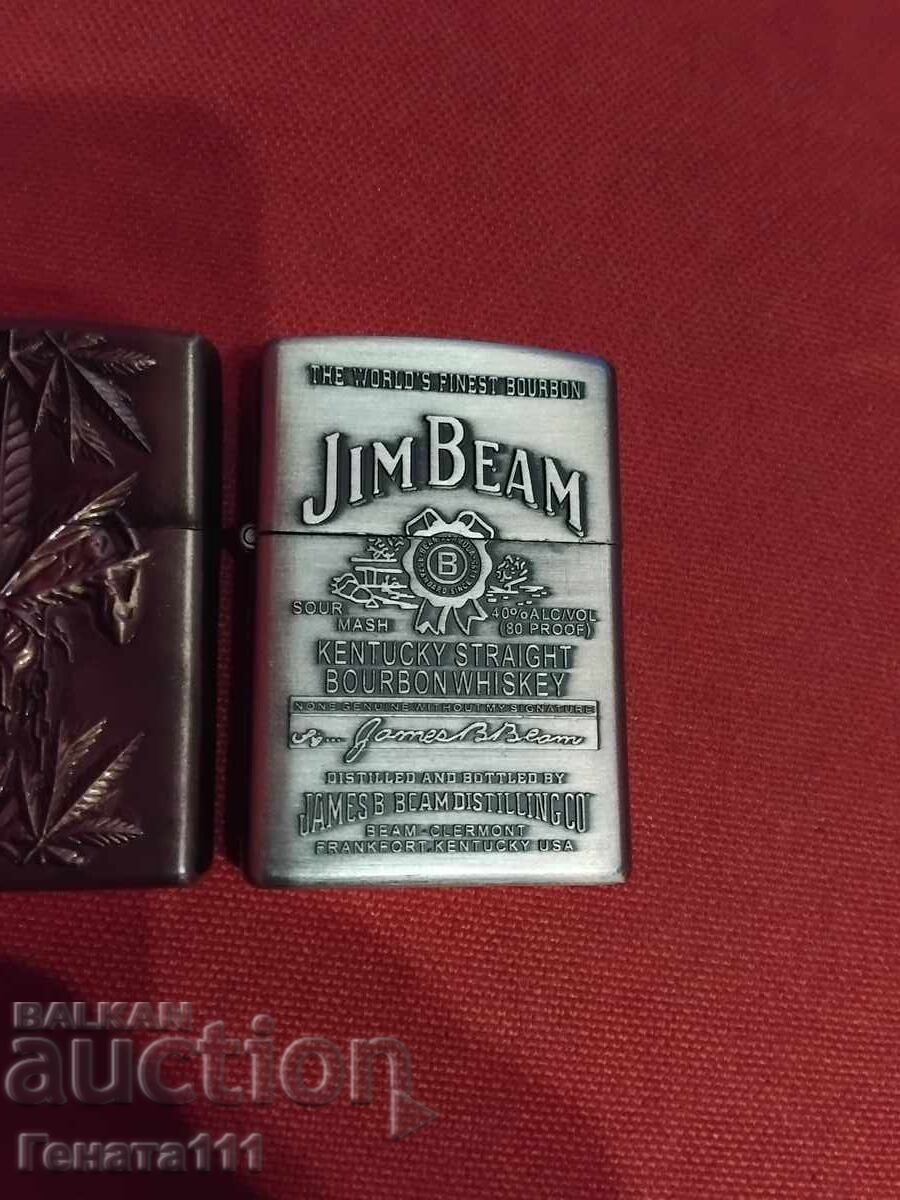 THE WORLD'S FINEST BOURBON
JIM BEAM
B
SOUR MASH
40% ALC/VOL (80 PROOF)
KENTUCKY STRAIGHT
BOURBON WHISKEY
NONE GENUINE WITHOUT MY SIGNATURE
James B Beam
DISTILLED AND BOTTLED BY
JAMES B BEAM DISTILLING CO
BEAM - CLERMONT
FRANKFORT, KENTUCKY USA
BALKAN
auction
Гената111